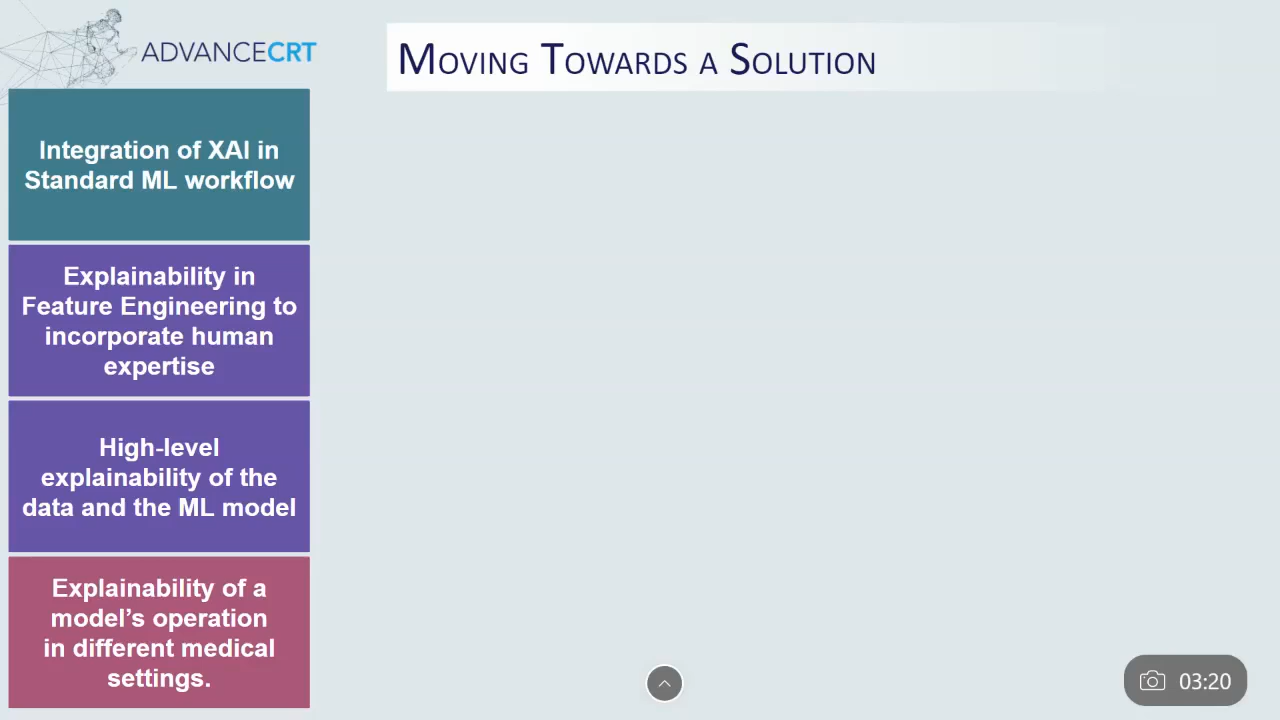 ADVANCECRT
MOVING TOWARDS A SOLUTION
Integration of XAI in
Standard ML workflow
Explainability in
Feature Engineering to
incorporate human
expertise
High-level
explainability of the
data and the ML model
Explainability of a
model’s operation
in different medical
settings.
03:20